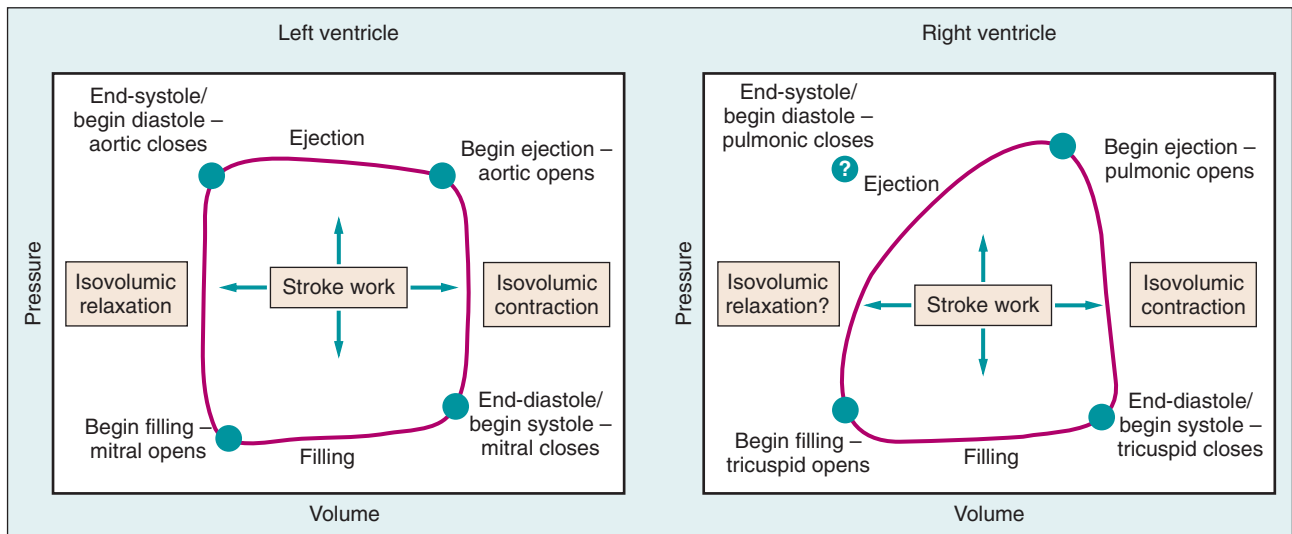 Left ventricle
End-systole/
begin diastole –
aortic closes
Ejection
Begin ejection –
aortic opens
Isovolumic
relaxation
Stroke work
Isovolumic
contraction
Begin filling –
mitral opens
Filling
End-diastole/
begin systole –
mitral closes
Pressure
Volume
Right ventricle
End-systole/
begin diastole –
pulmonic closes
?
Ejection
Begin ejection –
pulmonic opens
Isovolumic
relaxation?
Stroke work
Isovolumic
contraction
Begin filling –
tricuspid opens
Filling
End-diastole/
begin systole –
tricuspid closes
Pressure
Volume